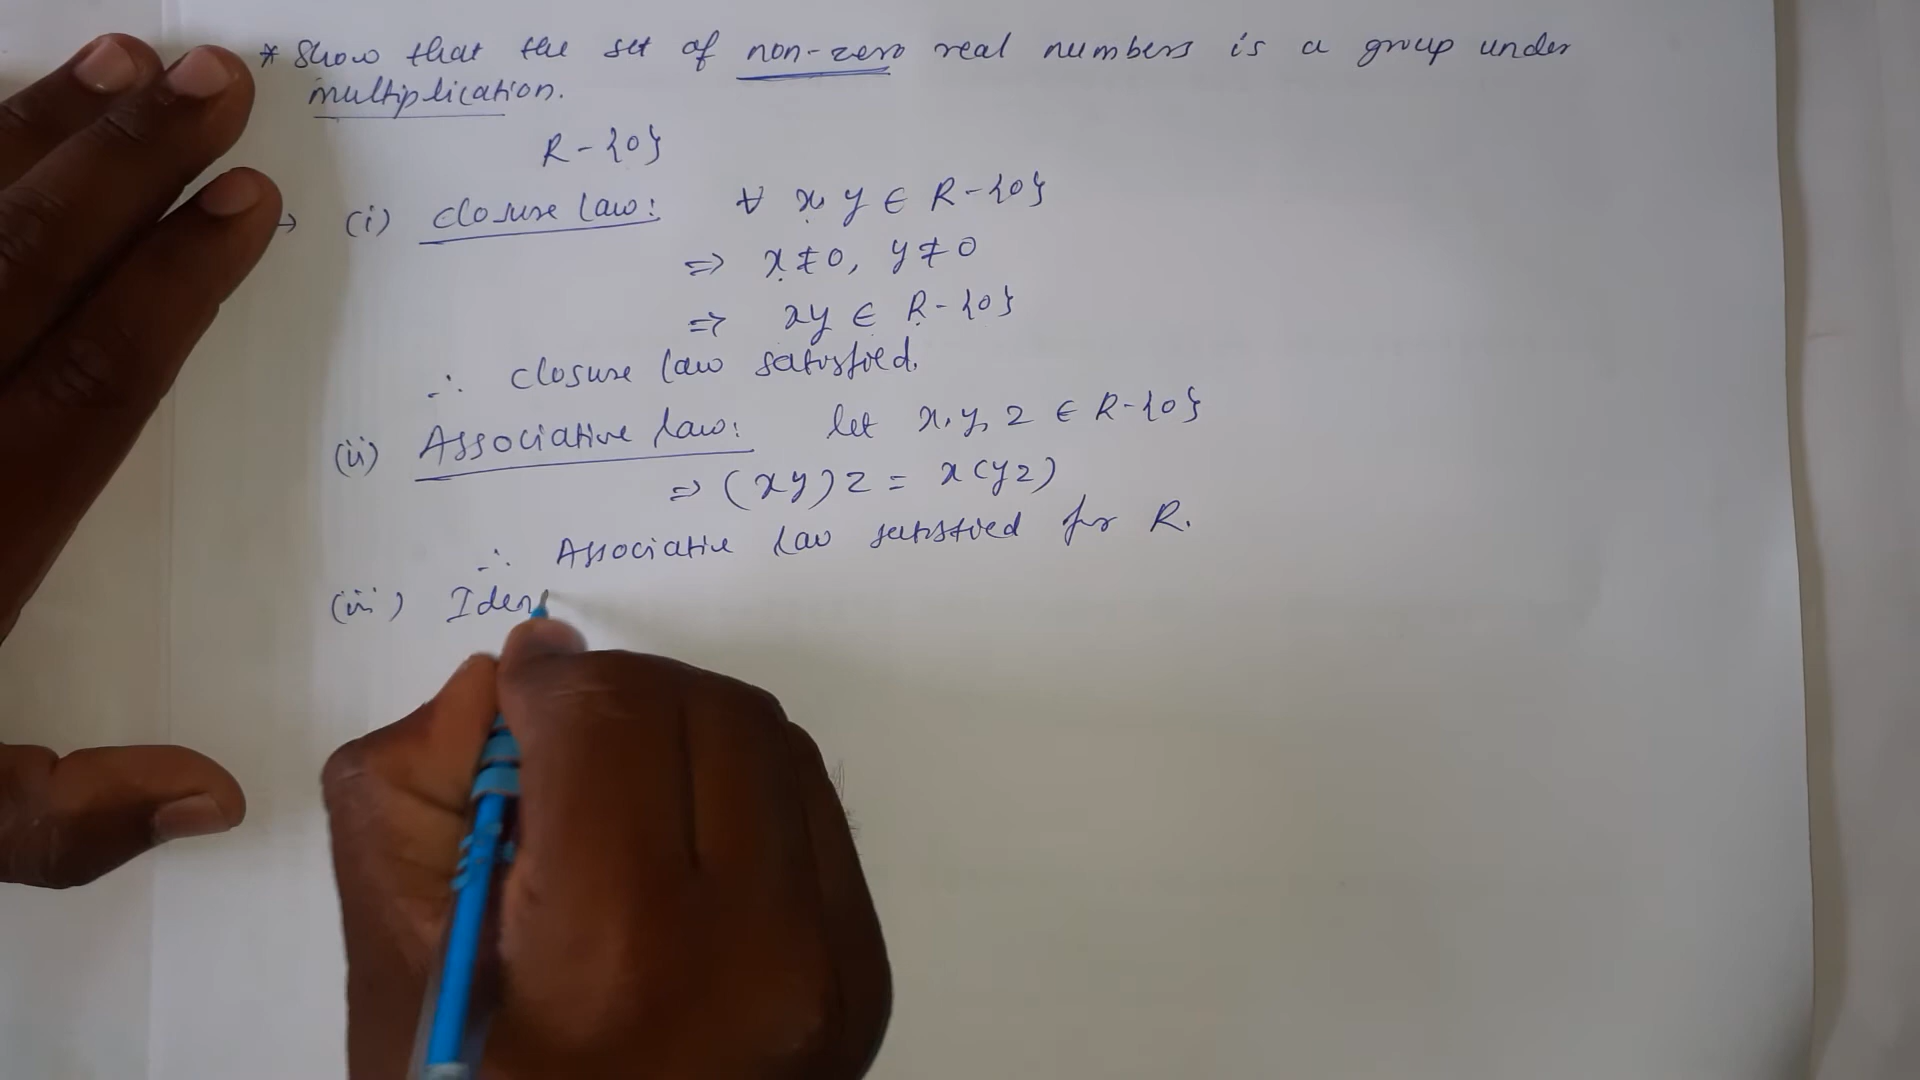 * Show that the set of non-zero real numbers is a group under
multiplication.
R - {0}
→ (i) closure law: ∀ x, y ∈ R - {0}
⇒ x ≠ 0, y ≠ 0
⇒ xy ∈ R - {0}
∴ closure law satisfied.
(ii) Associative law: let x, y, z ∈ R - {0}
⇒ (xy)z = x(yz)
∴ Associative law satisfied for R.
(iii) Iden